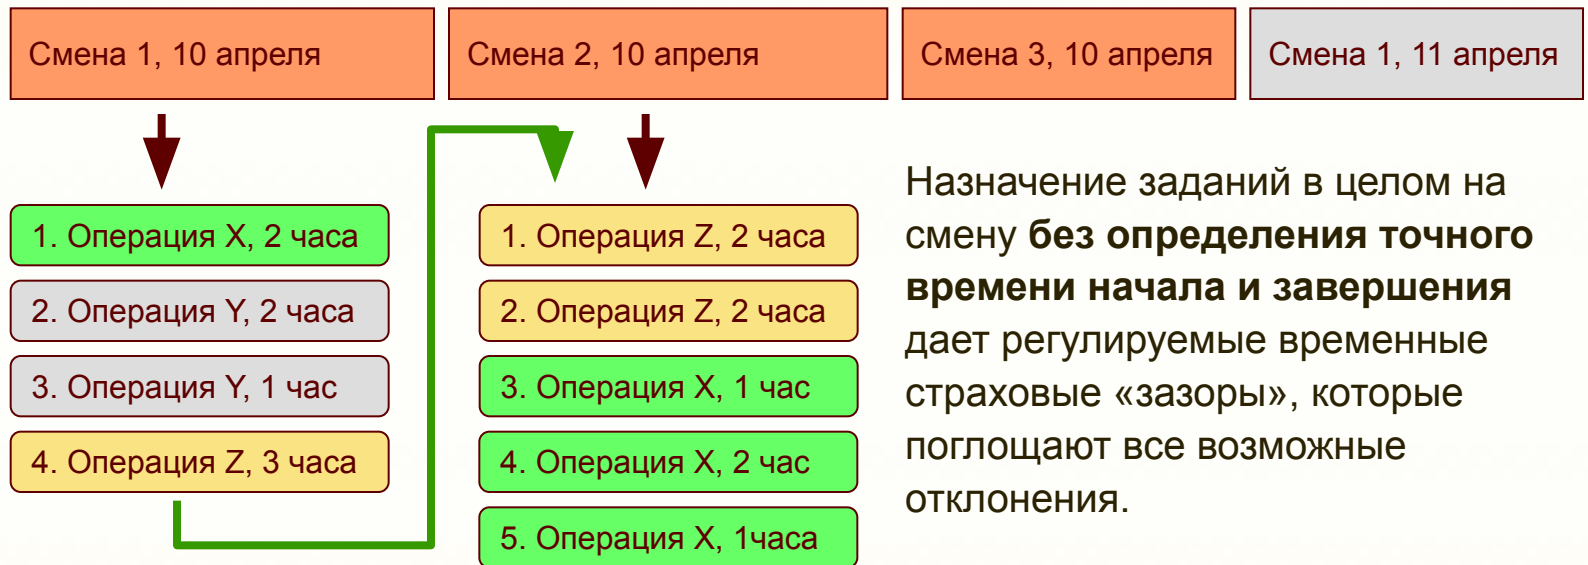 Смена 1, 10 апреля
Смена 2, 10 апреля
Смена 3, 10 апреля
Смена 1, 11 апреля
1. Операция X, 2 часа
2. Операция Y, 2 часа
3. Операция Y, 1 час
4. Операция Z, 3 часа
1. Операция Z, 2 часа
2. Операция Z, 2 часа
3. Операция X, 1 час
4. Операция X, 2 час
5. Операция X, 1часа
Назначение заданий в целом на
смену без определения точного
времени начала и завершения
дает регулируемые временные
страховые «зазоры», которые
поглощают все возможные
отклонения.